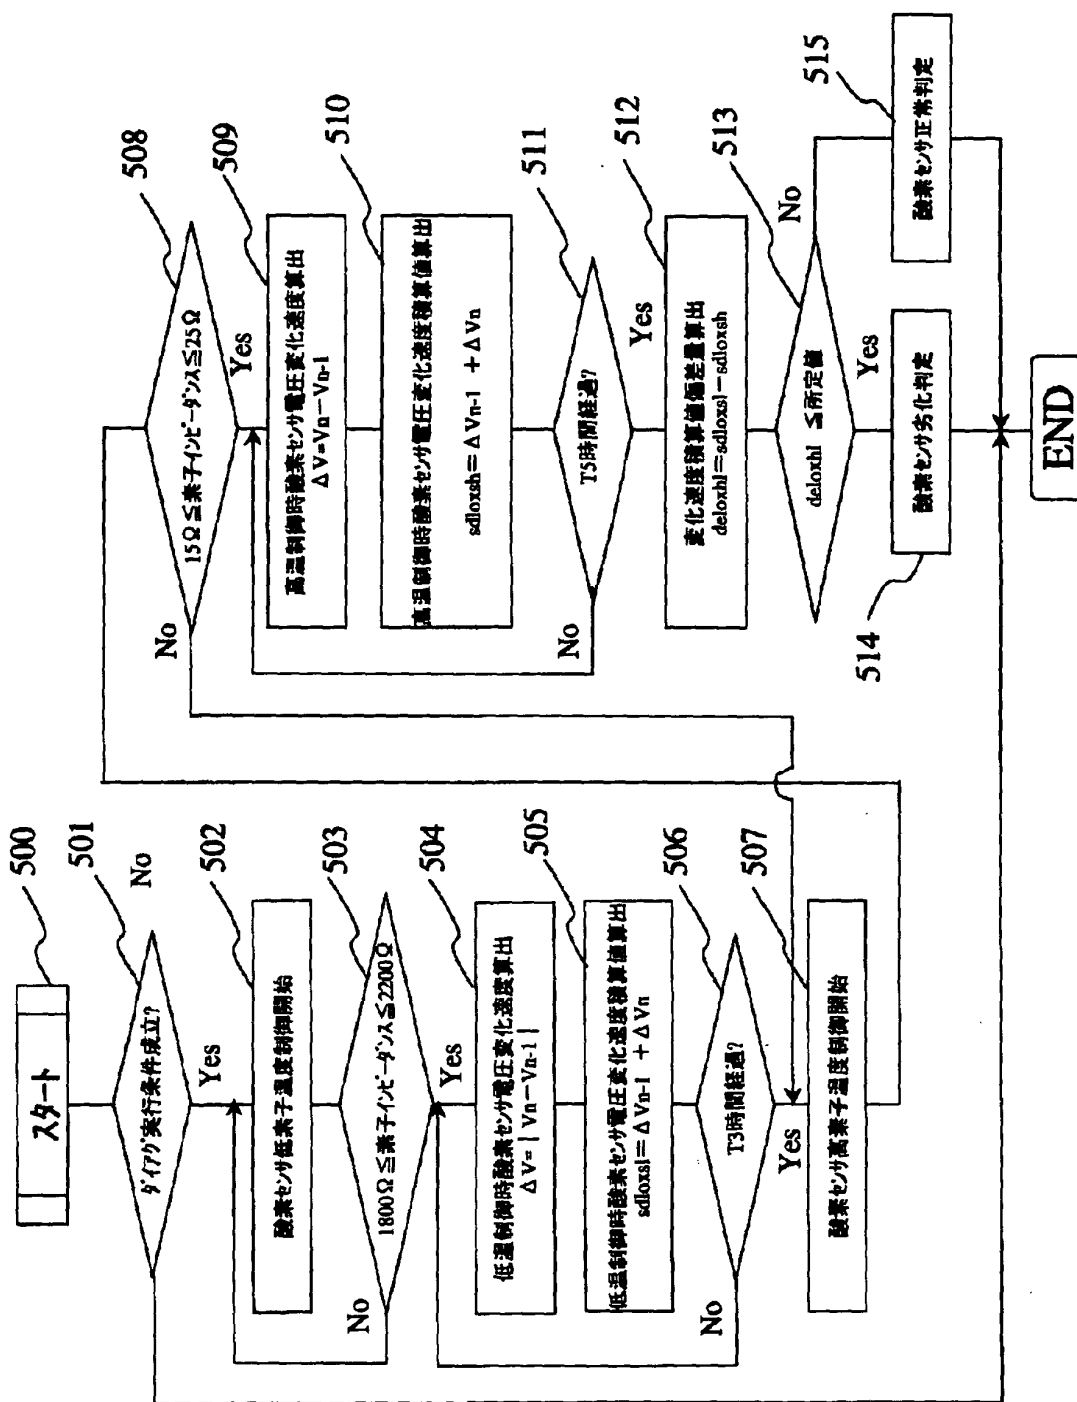 500
スタート
501
ダイアグ実行条件成立?
No
Yes
502
酸素センサ低素子温度制御開始
503
1800Ω≦素子インピーダンス≦2200Ω
No
Yes
504
低温制御時酸素センサ電圧変化速度算出
ΔV=|Vn-Vn-1|
505
低温制御時酸素センサ電圧変化速度積算値算出
sdloxsl=ΔVn-1 +ΔVn
506
T3時間経過?
No
Yes
507
酸素センサ高素子温度制御開始
508
15Ω≦素子インピーダンス≦25Ω
No
Yes
509
高温制御時酸素センサ電圧変化速度算出
ΔV=Vn-Vn-1
510
高温制御時酸素センサ電圧変化速度積算値算出
sdloxsh=ΔVn-1 +ΔVn
511
T5時間経過?
No
Yes
512
変化速度積算値偏差量算出
deloxhl=sdloxsl-sdloxsh
513
deloxhl ≦所定値
No
Yes
514
酸素センサ劣化判定
515
酸素センサ正常判定
END